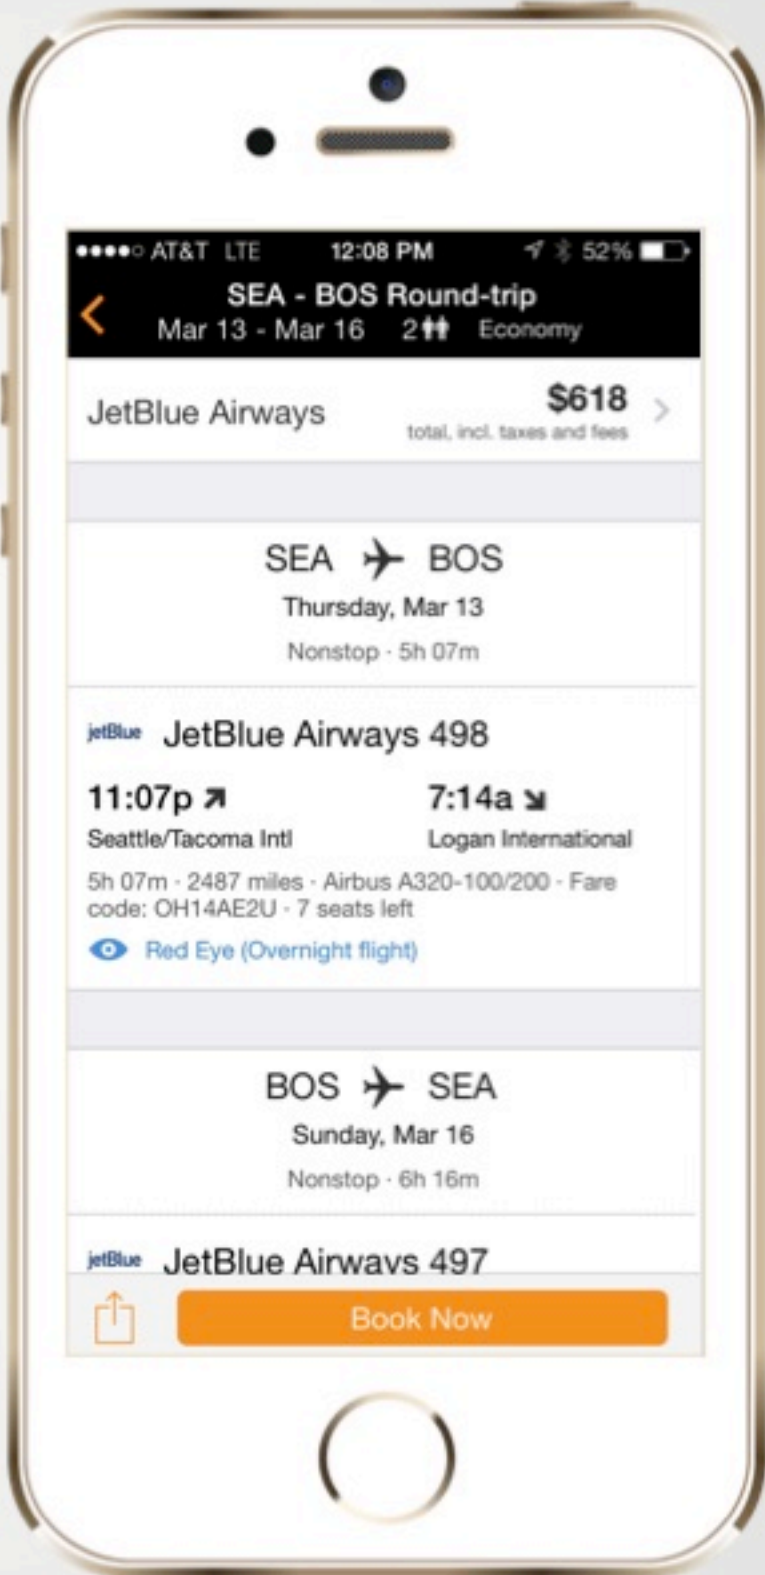 AT&T LTE 12:08 PM 52%
SEA - BOS Round-trip
Mar 13 - Mar 16 2 Economy
JetBlue Airways $618
total, incl. taxes and fees
SEA BOS
Thursday, Mar 13
Nonstop · 5h 07m
jetBlue JetBlue Airways 498
11:07p 7:14a
Seattle/Tacoma Intl Logan International
5h 07m · 2487 miles · Airbus A320-100/200 · Fare
code: OH14AE2U · 7 seats left
Red Eye (Overnight flight)
BOS SEA
Sunday, Mar 16
Nonstop · 6h 16m
jetBlue JetBlue Airways 497
Book Now